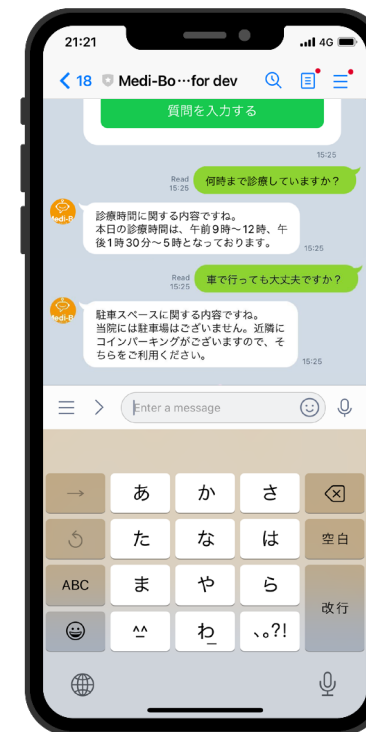 21:21
4G
18 Medi-Bo…for dev
質問を入力する
15:25
Read
15:25
何時まで診療していますか？
Medi-B
診療時間に関する内容ですね。
本日の診療時間は、午前9時〜12時、午
後1時30分〜5時となっております。
15:25
Read
15:25
車で行っても大丈夫ですか？
Medi-B
駐車スペースに関する内容ですね。
当院には駐車場はございません。近隣に
コインパーキングがございますので、そ
ちらをご利用ください。
15:25
Enter a message
→ あ か さ
た な は 空白
ABC ま や ら
改行
^^ わ 、。?!